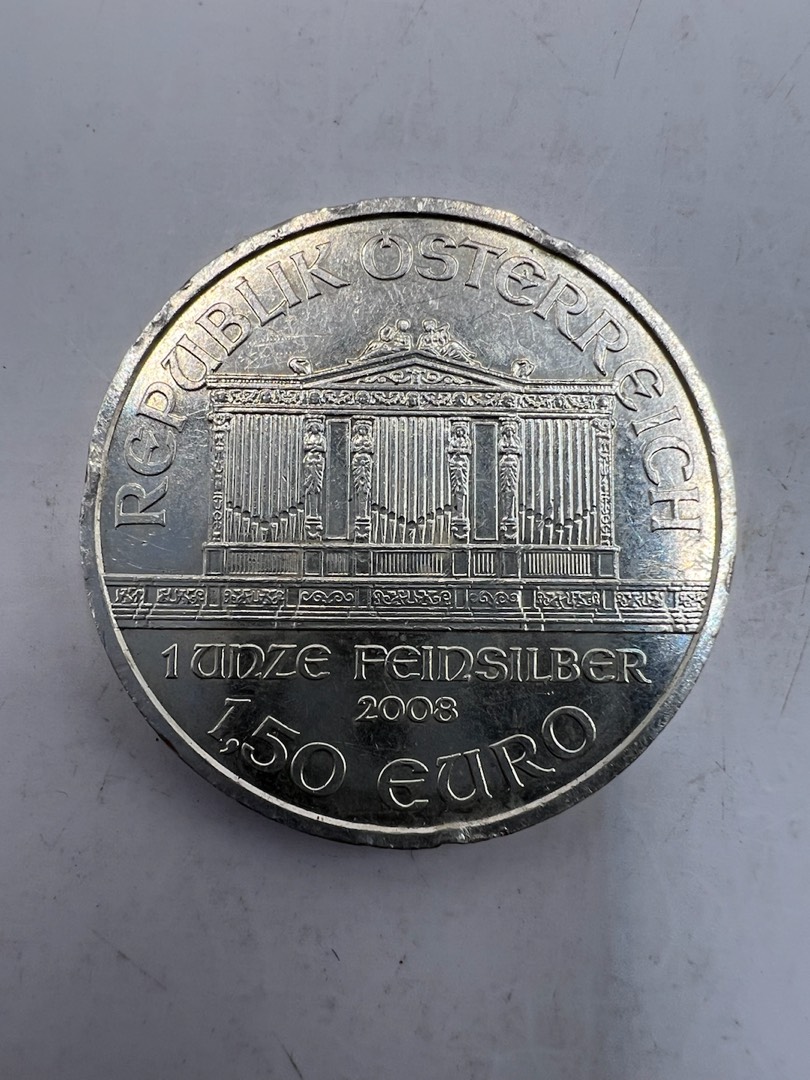 REPUBLIK ÖSTERREICH
1 UNZE FEINSILBER
2008
1,50 EURO